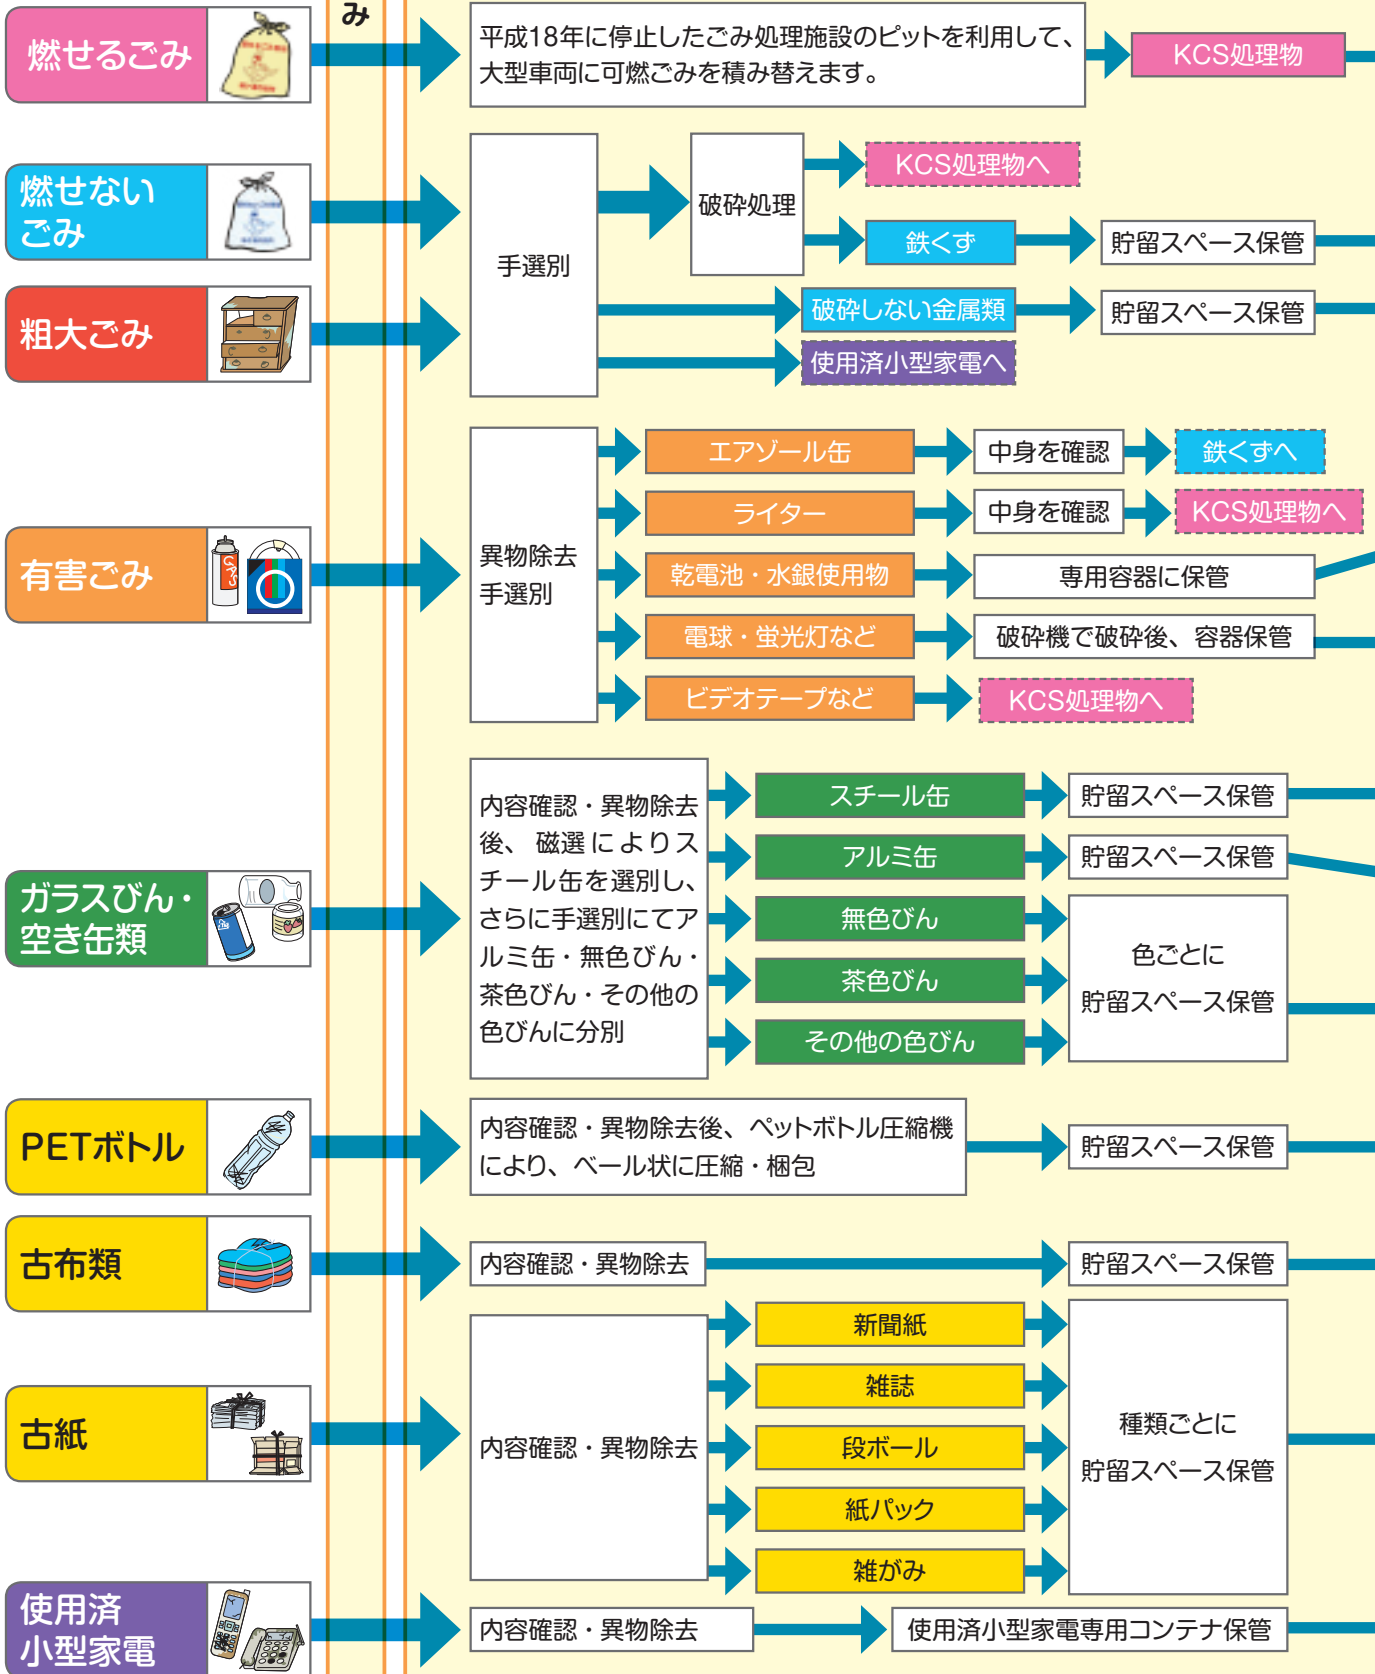 み
燃せるごみ
平成18年に停止したごみ処理施設のピットを利用して、
大型車両に可燃ごみを積み替えます。
KCS処理物
燃せない
ごみ
粗大ごみ
手選別
破砕処理
KCS処理物へ
鉄くず
貯留スペース保管
破砕しない金属類
貯留スペース保管
使用済小型家電へ
有害ごみ
異物除去
手選別
エアゾール缶
中身を確認
鉄くずへ
ライター
中身を確認
KCS処理物へ
乾電池・水銀使用物
専用容器に保管
電球・蛍光灯など
破砕機で破砕後、容器保管
ビデオテープなど
KCS処理物へ
ガラスびん・
空き缶類
内容確認・異物除去
後、磁選によりス
チール缶を選別し、
さらに手選別にてア
ルミ缶・無色びん・
茶色びん・その他の
色びんに分別
スチール缶
貯留スペース保管
アルミ缶
貯留スペース保管
無色びん
茶色びん
その他の色びん
色ごとに
貯留スペース保管
PETボトル
内容確認・異物除去後、ペットボトル圧縮機
により、ベール状に圧縮・梱包
貯留スペース保管
古布類
内容確認・異物除去
貯留スペース保管
古紙
内容確認・異物除去
新聞紙
雑誌
段ボール
紙パック
雑がみ
種類ごとに
貯留スペース保管
使用済
小型家電
内容確認・異物除去
使用済小型家電専用コンテナ保管